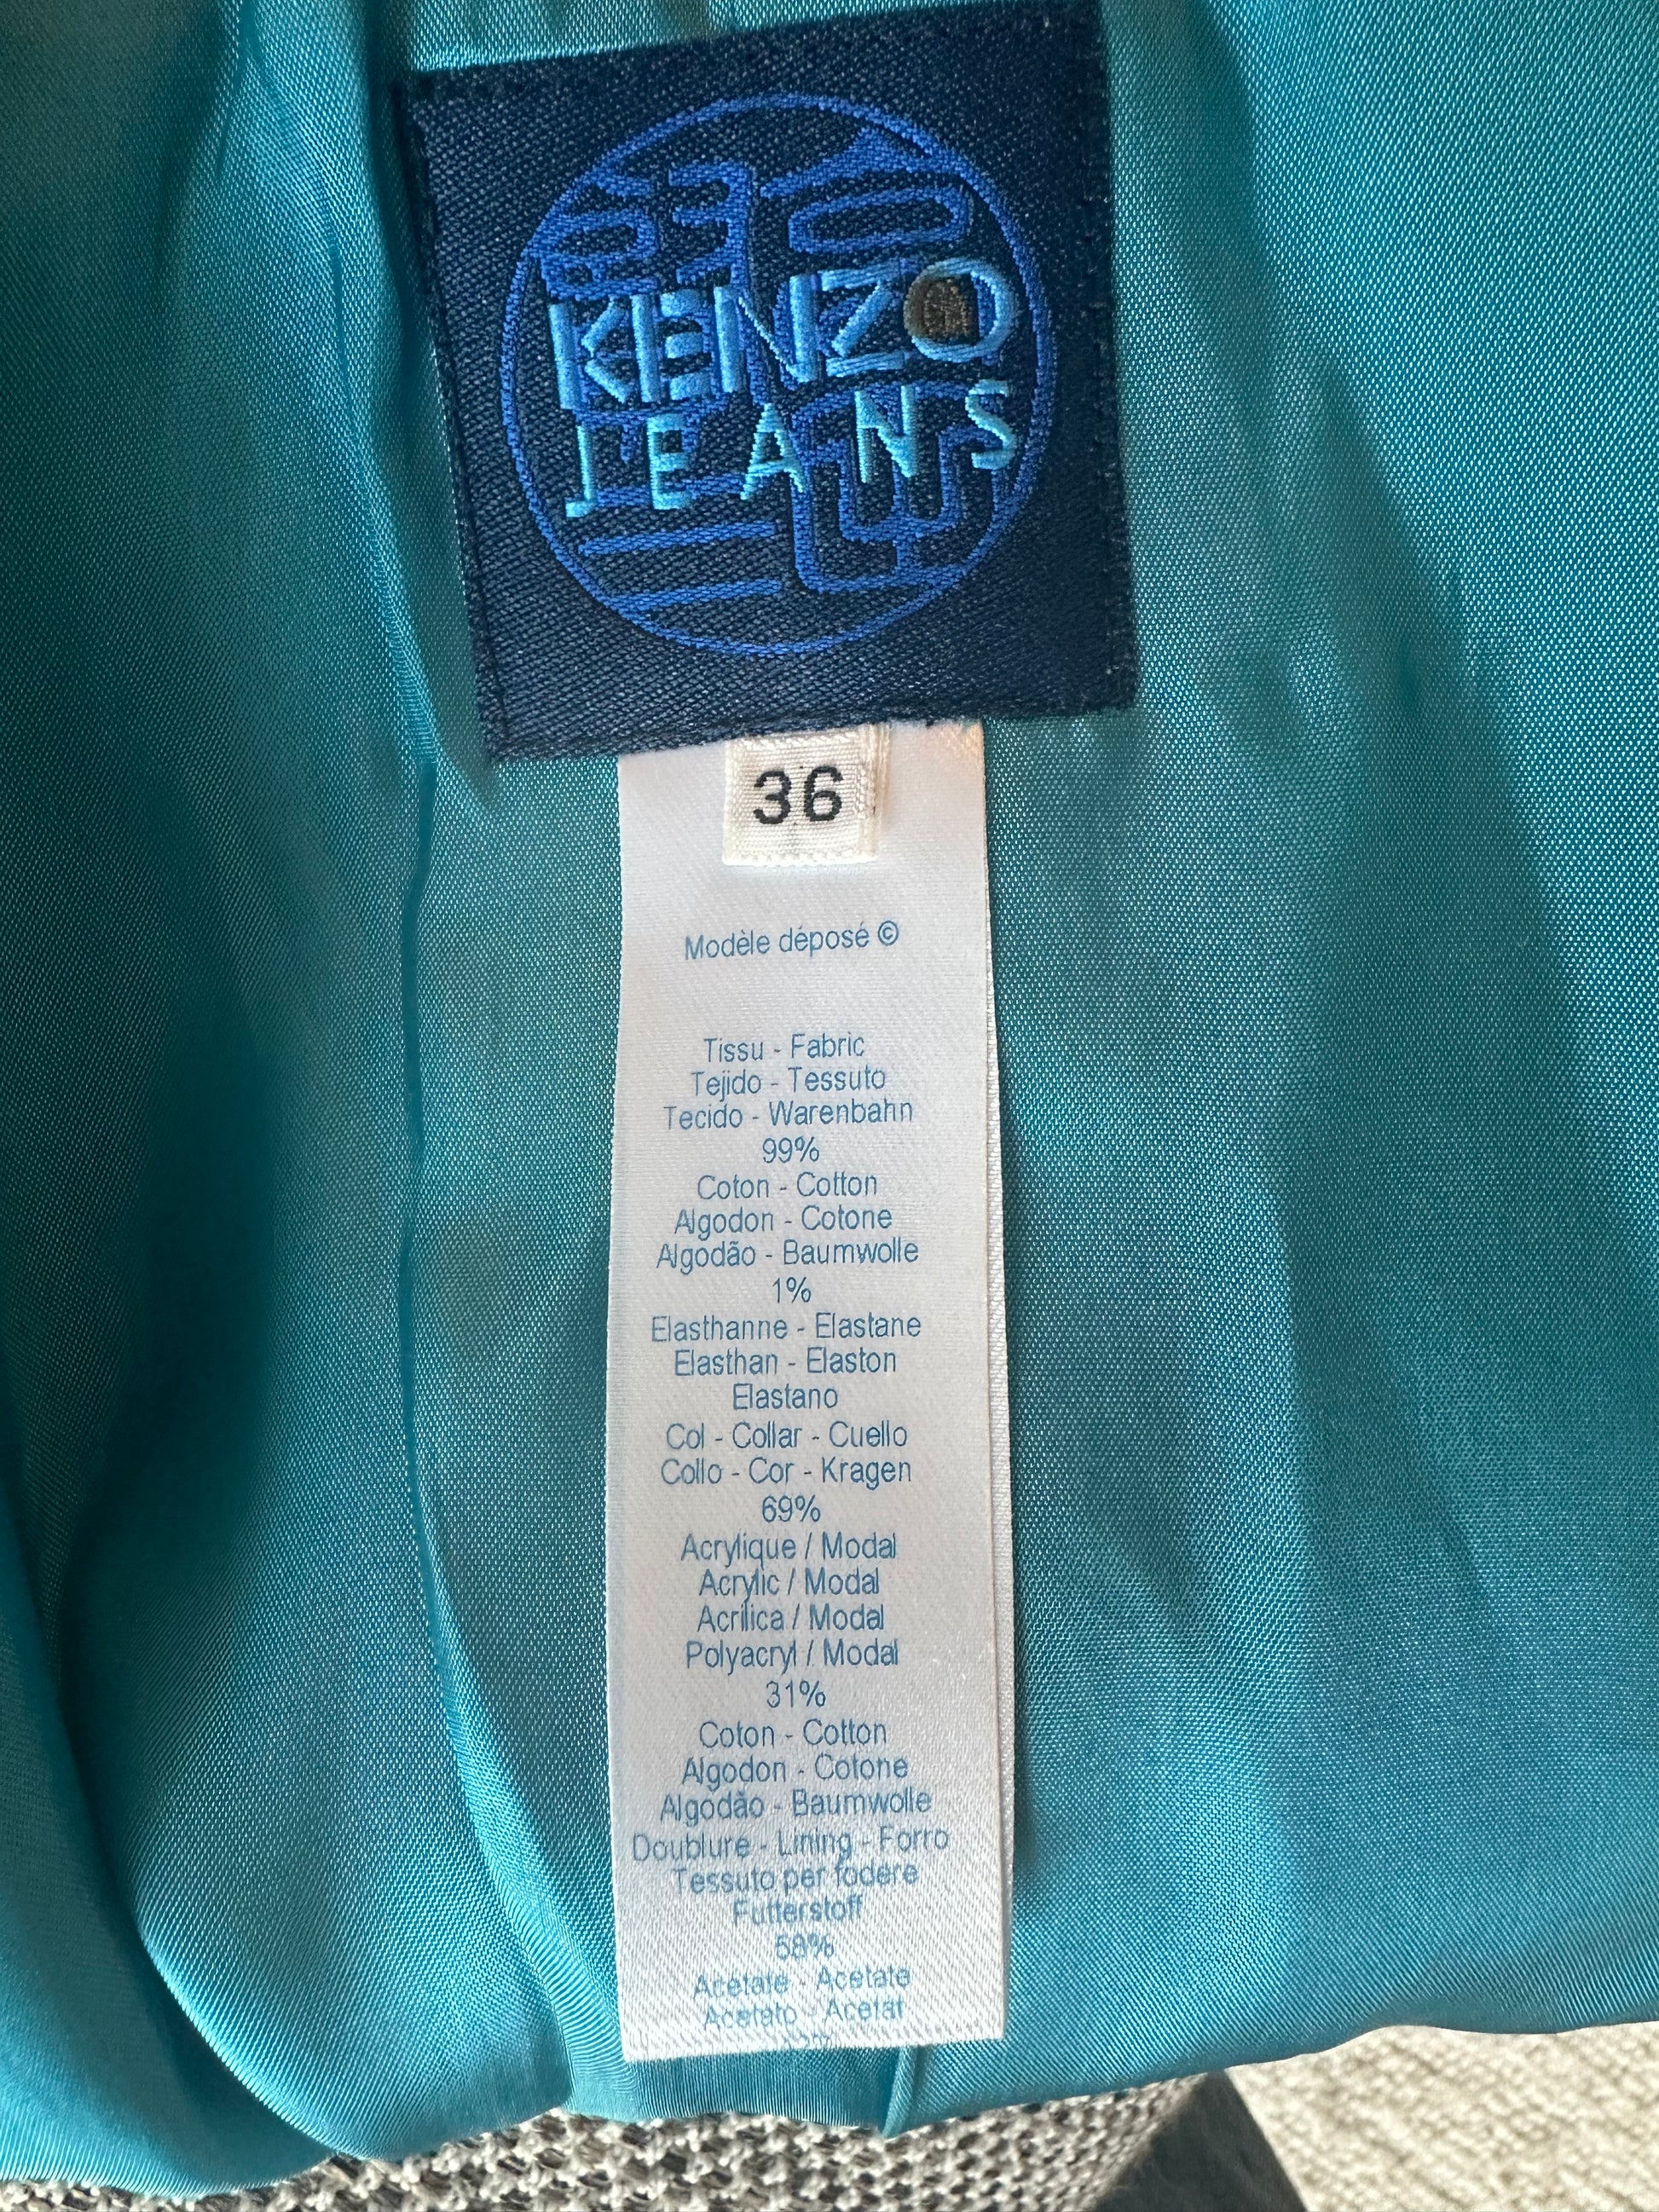 KENZO
JEANS
36
Modèle déposé ©
Tissu - Fabric
Tejido - Tessuto
Tecido - Warenbahn
99%
Coton - Cotton
Algodon - Cotone
Algodão - Baumwolle
1%
Elasthanne - Elastane
Elasthan - Elaston
Elastano
Col - Collar - Cuello
Collo - Cor - Kragen
69%
Acrylique / Modal
Acrylic / Modal
Acrilica / Modal
Polyacryl / Modal
31%
Coton - Cotton
Algodon - Cotone
Algodão - Baumwolle
Doublure - Lining - Forro
Tessuto per fodere
Futterstoff
58%
Acetate - Acetate
Acetato - Acetat